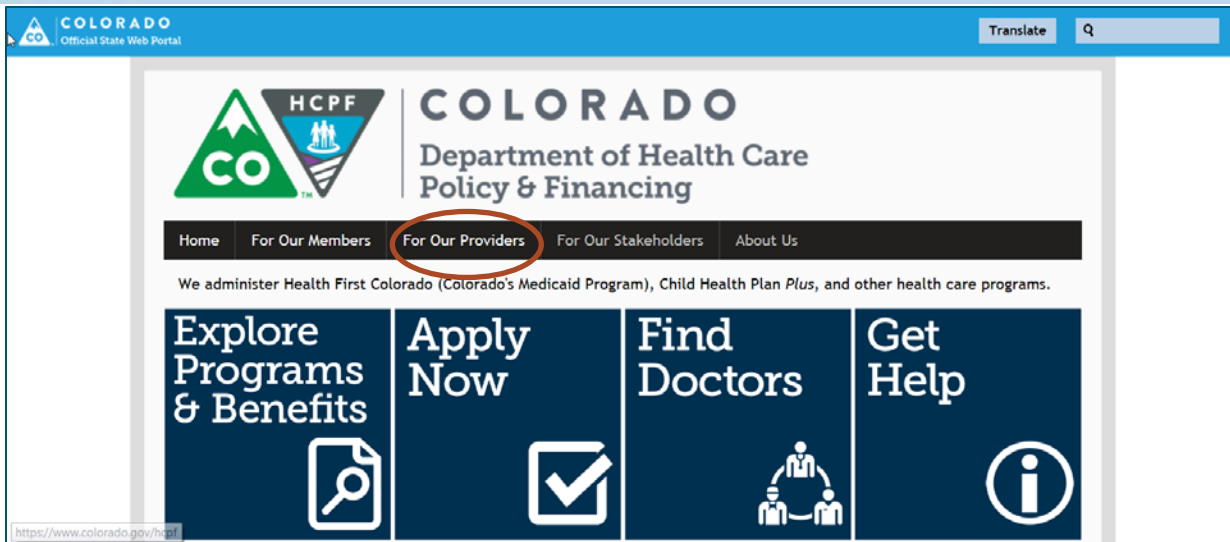 COLORADO
Official State Web Portal
Translate
HCPF
CO
TM
COLORADO
Department of Health Care
Policy & Financing
Home For Our Members For Our Providers For Our Stakeholders About Us
We administer Health First Colorado (Colorado's Medicaid Program), Child Health Plan Plus, and other health care programs.
Explore
Programs
& Benefits
Apply
Now
Find
Doctors
Get
Help
https://www.colorado.gov/hcpf